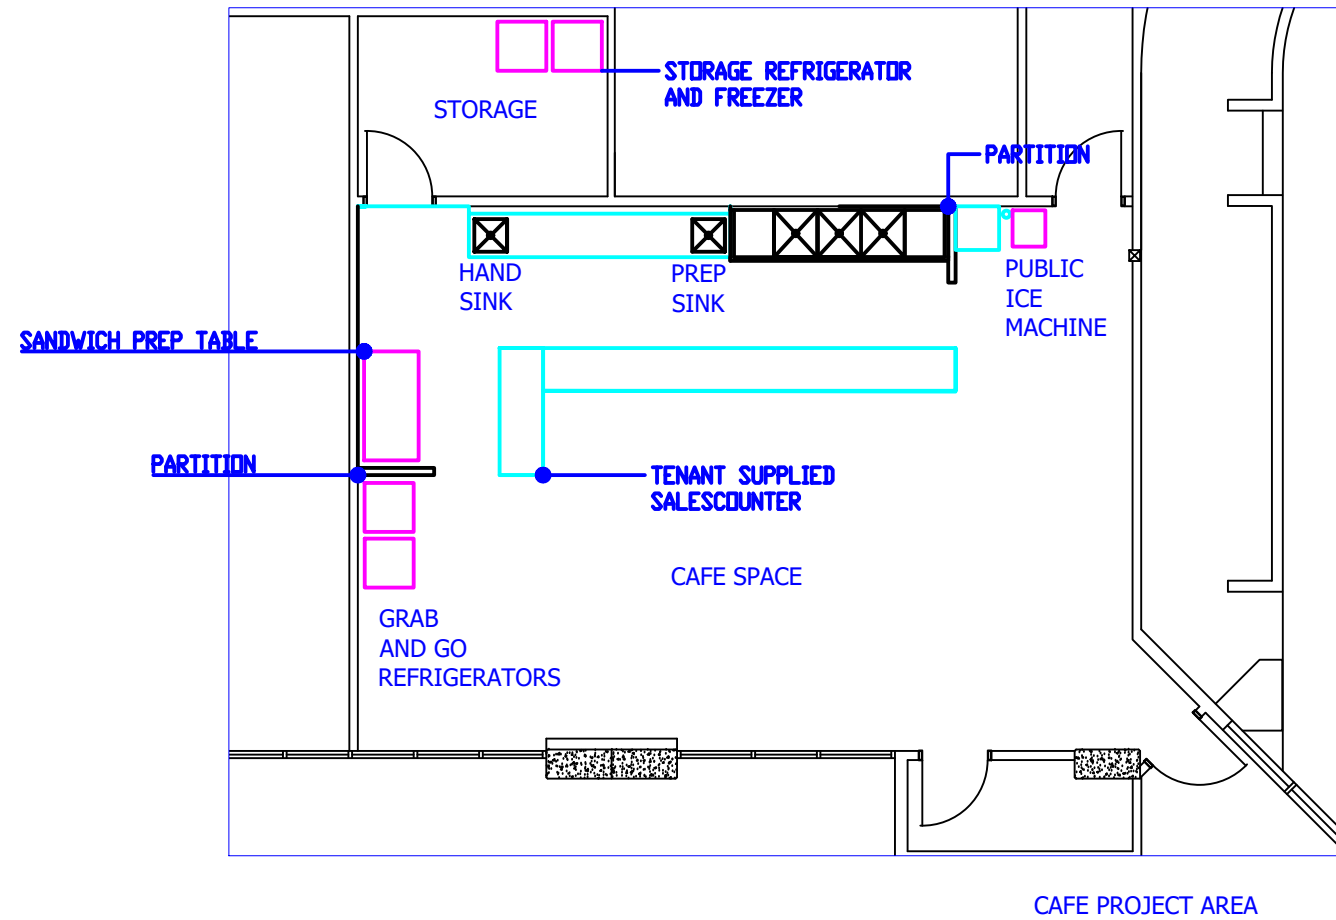 STORAGE REFRIGERATOR
AND FREEZER
STORAGE
PARTITION
HAND
SINK
PREP
SINK
PUBLIC
ICE
MACHINE
SANDWICH PREP TABLE
PARTITION
TENANT SUPPLIED
SALESCOUNTER
CAFE SPACE
GRAB
AND GO
REFRIGERATORS
CAFE PROJECT AREA